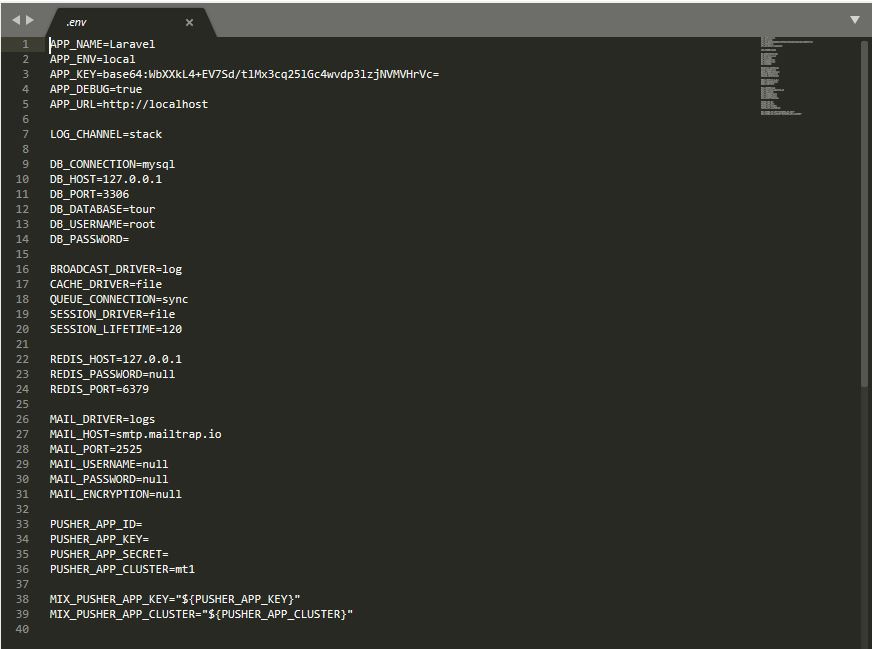 .env
1 APP_NAME=Laravel
2 APP_ENV=local
3 APP_KEY=base64:WbXXkL4+EV7Sd/tlMx3cq25lGc4wvdp3lzjNVMVHrVc=
4 APP_DEBUG=true
5 APP_URL=http://localhost
6
7 LOG_CHANNEL=stack
8
9 DB_CONNECTION=mysql
10 DB_HOST=127.0.0.1
11 DB_PORT=3306
12 DB_DATABASE=tour
13 DB_USERNAME=root
14 DB_PASSWORD=
15
16 BROADCAST_DRIVER=log
17 CACHE_DRIVER=file
18 QUEUE_CONNECTION=sync
19 SESSION_DRIVER=file
20 SESSION_LIFETIME=120
21
22 REDIS_HOST=127.0.0.1
23 REDIS_PASSWORD=null
24 REDIS_PORT=6379
25
26 MAIL_DRIVER=logs
27 MAIL_HOST=smtp.mailtrap.io
28 MAIL_PORT=2525
29 MAIL_USERNAME=null
30 MAIL_PASSWORD=null
31 MAIL_ENCRYPTION=null
32
33 PUSHER_APP_ID=
34 PUSHER_APP_KEY=
35 PUSHER_APP_SECRET=
36 PUSHER_APP_CLUSTER=mt1
37
38 MIX_PUSHER_APP_KEY="${PUSHER_APP_KEY}"
39 MIX_PUSHER_APP_CLUSTER="${PUSHER_APP_CLUSTER}"
40